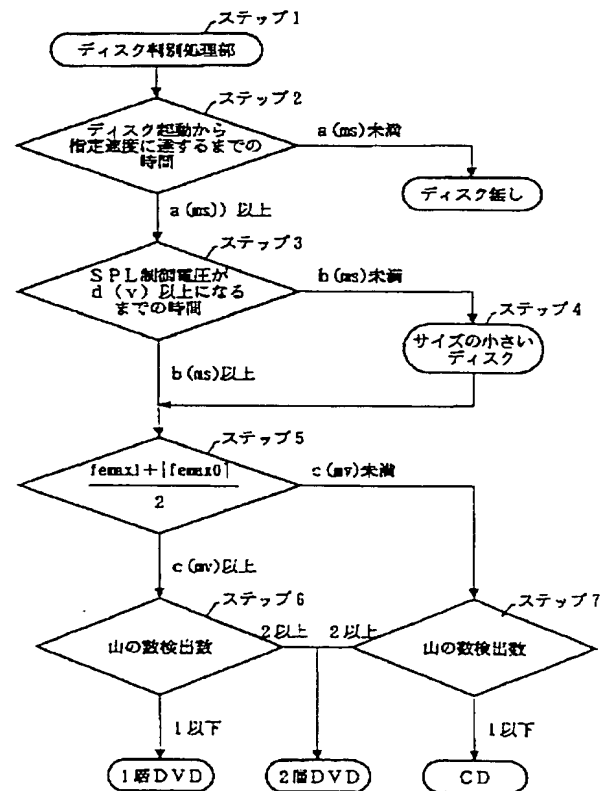 ステップ1
ディスク判別処理部
ステップ2
ディスク起動から
指定速度に達するまでの
時間
a(ms)未満
ディスク無し
a(ms))以上
ステップ3
SPL制御電圧が
d(v)以上になる
までの時間
b(ms)未満
ステップ4
サイズの小さい
ディスク
b(ms)以上
ステップ5
femax1+|femax0|
2
c(mv)未満
c(mv)以上
ステップ6
山の数検出数
2以上
2以上
ステップ7
山の数検出数
1以下
1以下
1層DVD
2層DVD
CD